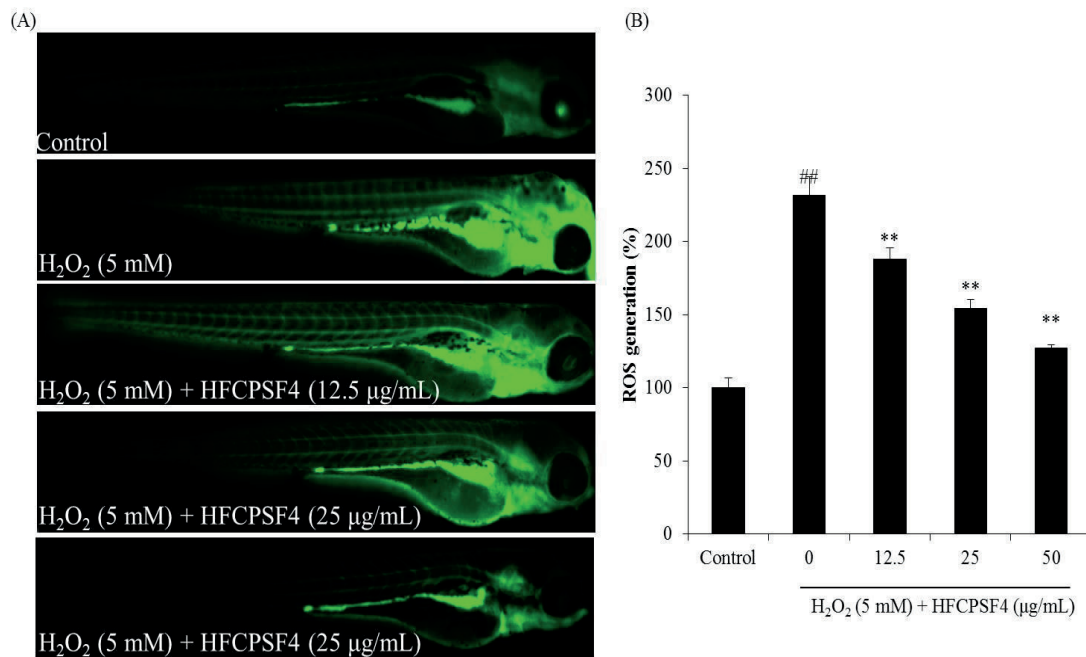 (A)
Control
H₂O₂ (5 mM)
H₂O₂ (5 mM) + HFCPSF4 (12.5 µg/mL)
H₂O₂ (5 mM) + HFCPSF4 (25 µg/mL)
H₂O₂ (5 mM) + HFCPSF4 (25 µg/mL)
(B)
ROS generation (%)
300
250
200
150
100
50
0
##
**
**
**
Control 0 12.5 25 50
H₂O₂ (5 mM) + HFCPSF4 (µg/mL)